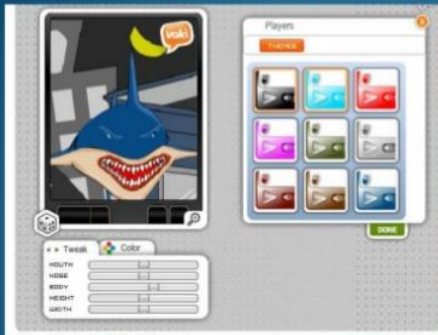 voki
Players
THEMES
DONE
Tweak
Color
MOUTH
NOSE
BODY
HEIGHT
WIDTH